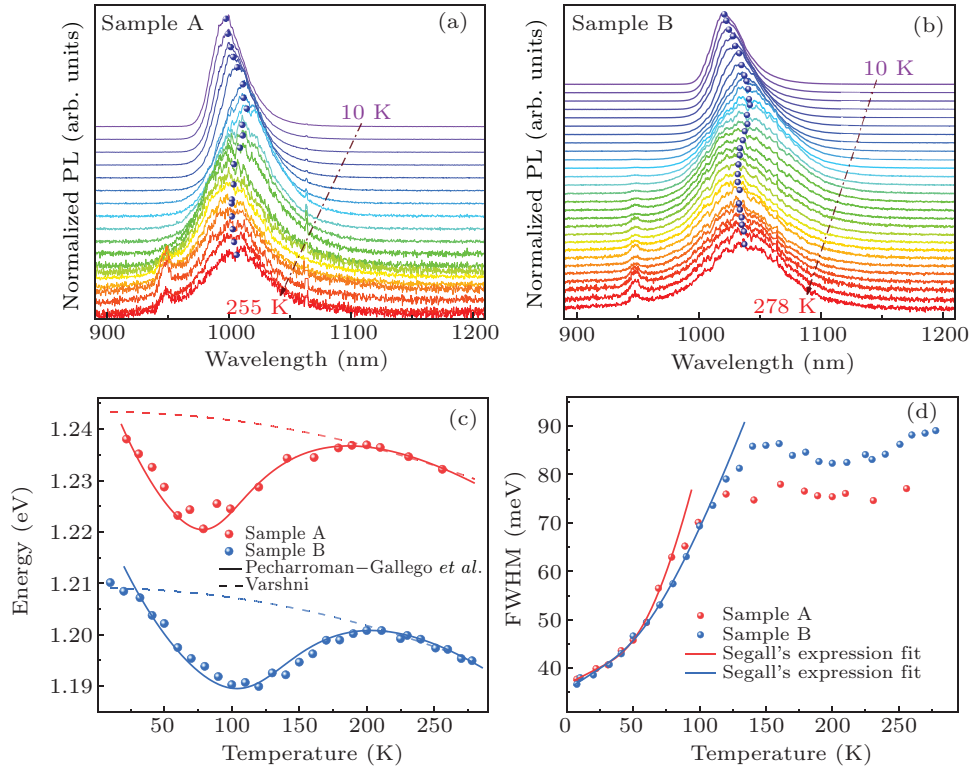 Sample A
(a)
10 K
255 K
Normalized PL (arb. units)
900 1000 1100 1200
Wavelength (nm)
Sample B
(b)
10 K
278 K
Normalized PL (arb. units)
900 1000 1100 1200
Wavelength (nm)
(c)
1.24
1.23
1.22
1.21
1.20
1.19
Energy (eV)
Sample A
Sample B
Pecharroman−Gallego et al.
Varshni
50 100 150 200 250
Temperature (K)
(d)
90
80
70
60
50
40
FWHM (meV)
Sample A
Sample B
Segall's expression fit
Segall's expression fit
0 50 100 150 200 250
Temperature (K)